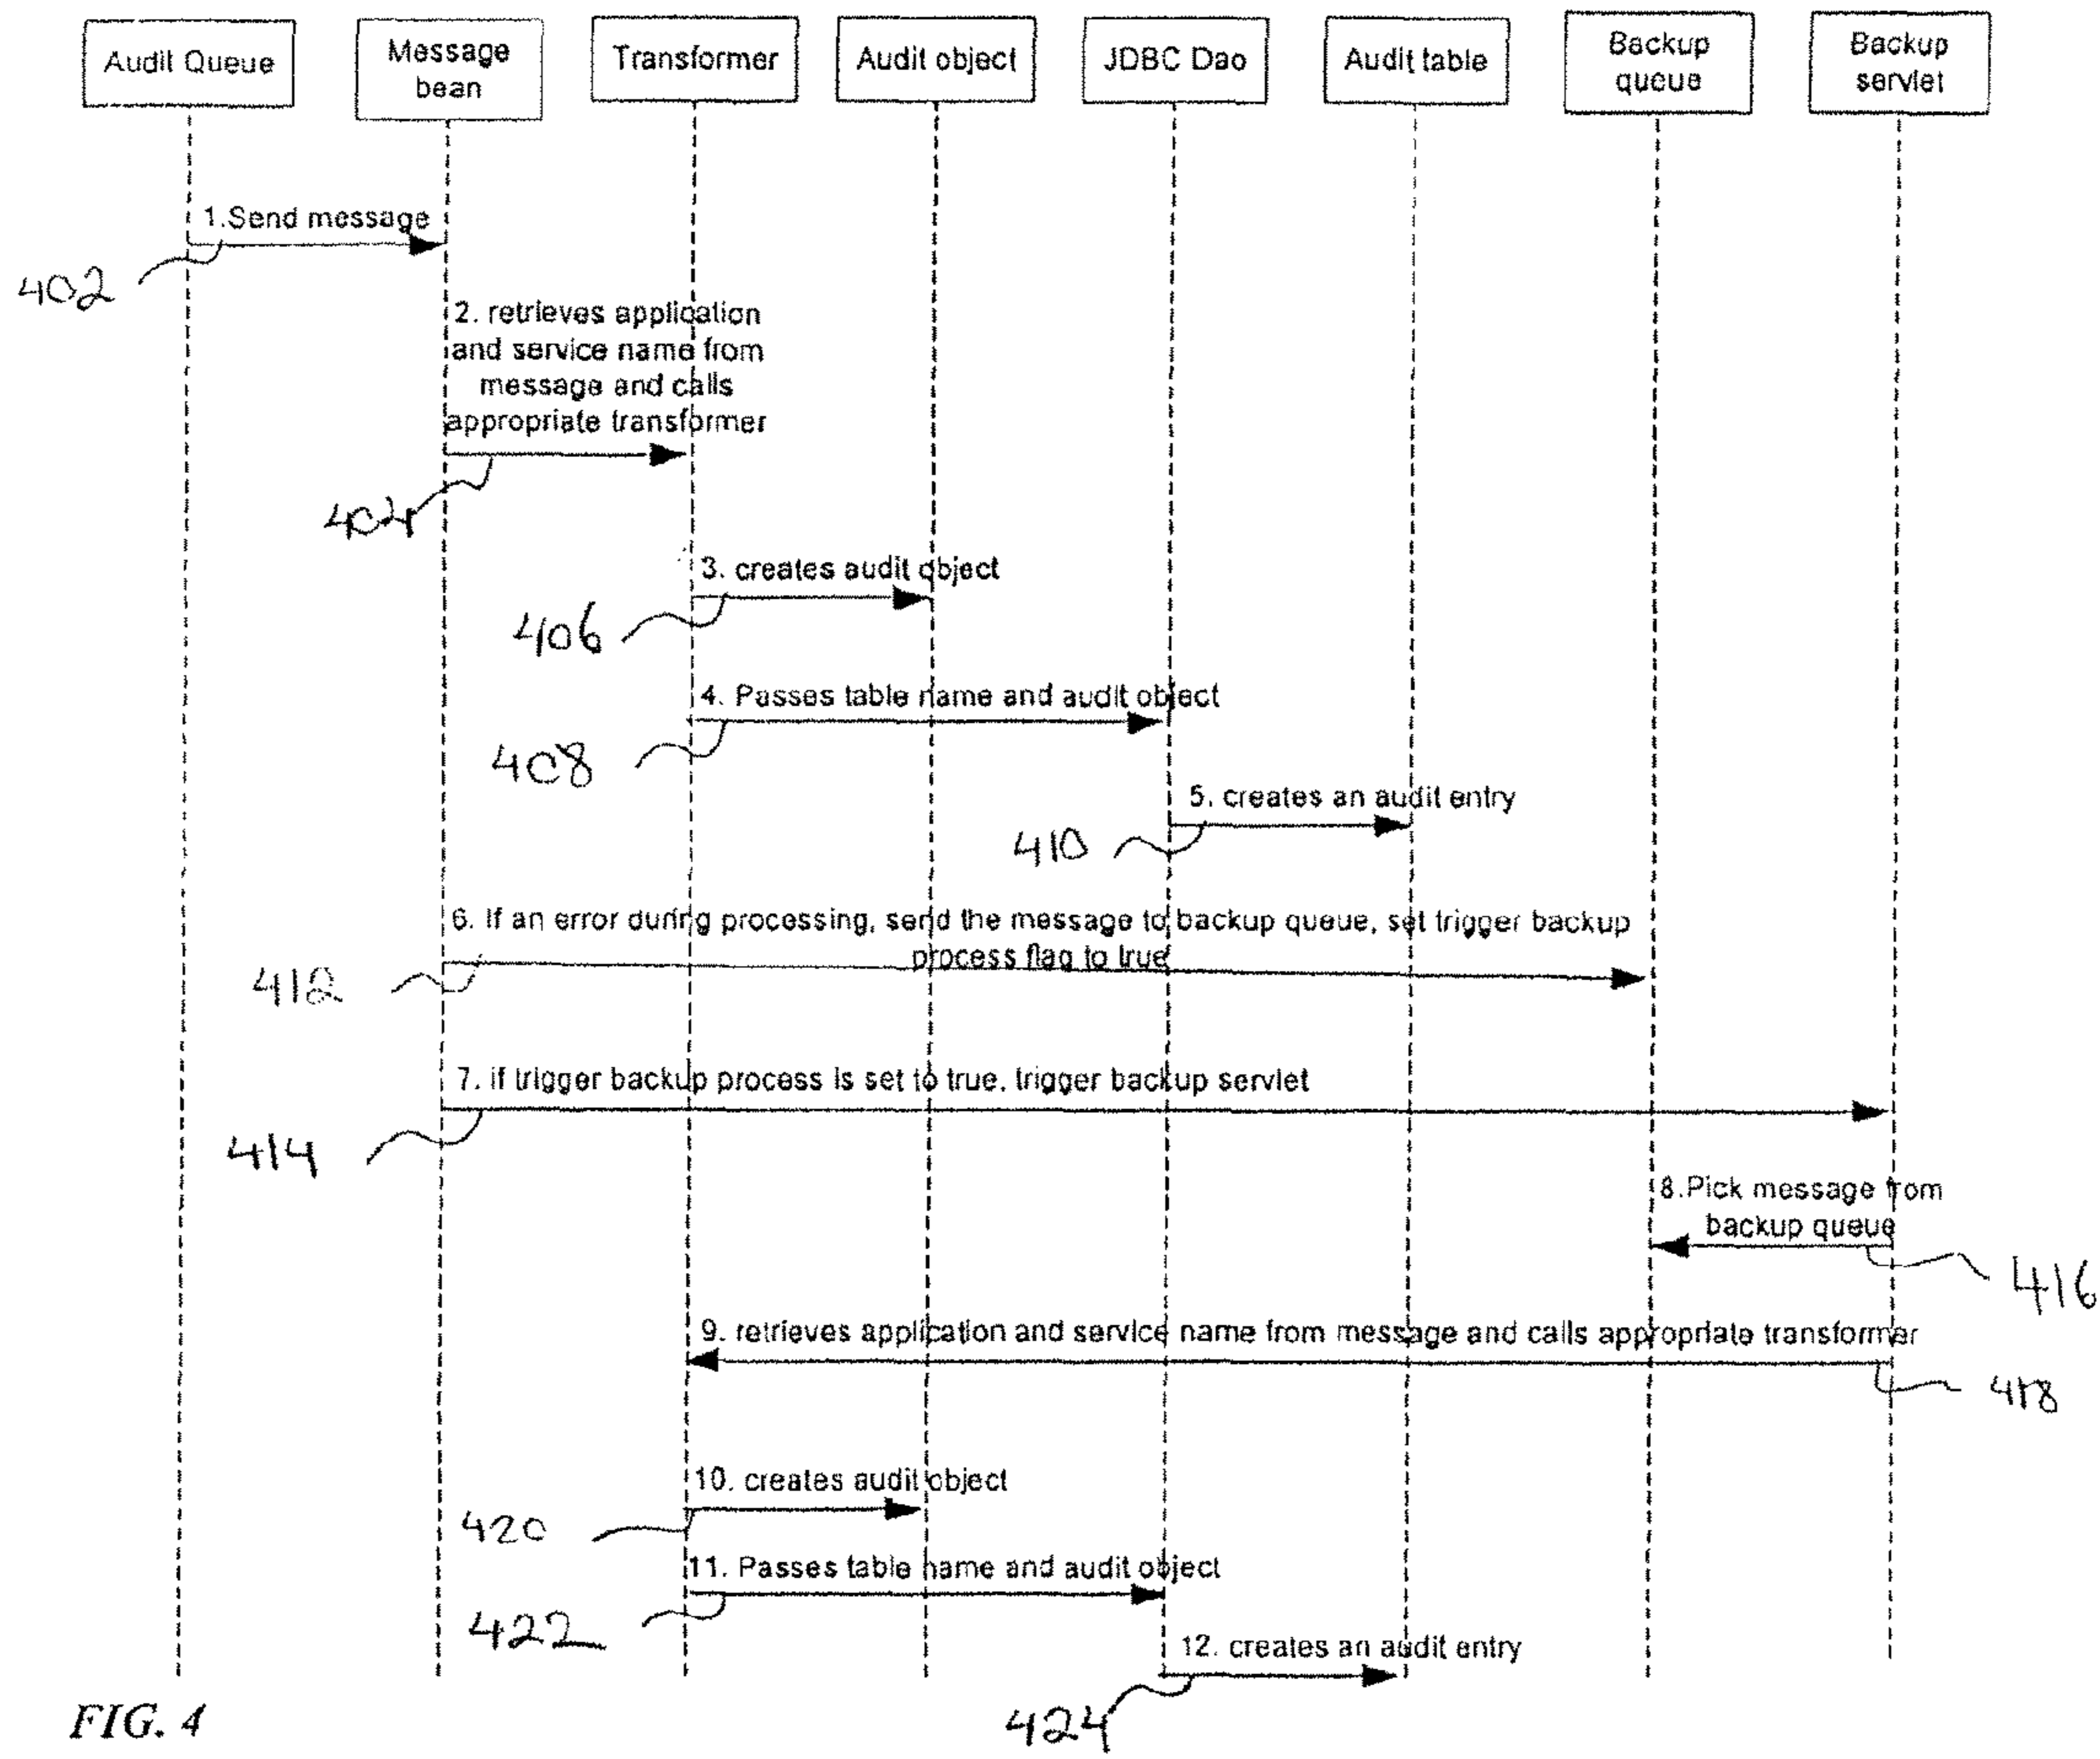 Audit Queue
Message
bean
Transformer
Audit object
JDBC Dao
Audit table
Backup
queue
Backup
servlet
1.Send message
402
2. retrieves application
and service name from
message and calls
appropriate transformer
404
3. creates audit object
406
4. Passes table name and audit object
408
5. creates an audit entry
410
6. If an error during processing, send the message to backup queue, set trigger backup
process flag to true
412
7. if trigger backup process is set to true, trigger backup servlet
414
8.Pick message from
backup queue
416
9. retrieves application and service name from message and calls appropriate transformer
418
10. creates audit object
420
11. Passes table name and audit object
422
12. creates an audit entry
424
FIG. 4